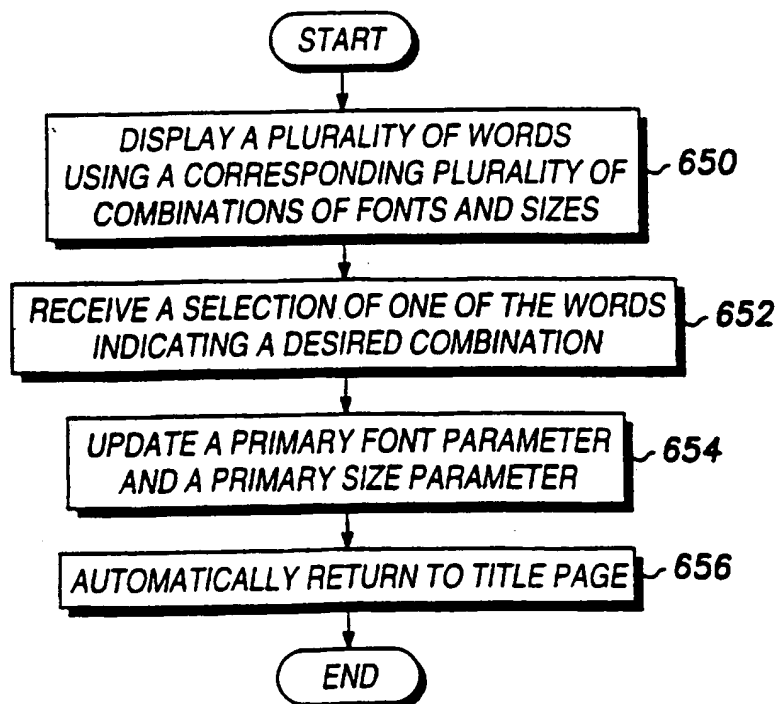 START
DISPLAY A PLURALITY OF WORDS
USING A CORRESPONDING PLURALITY OF
COMBINATIONS OF FONTS AND SIZES
650
RECEIVE A SELECTION OF ONE OF THE WORDS
INDICATING A DESIRED COMBINATION
652
UPDATE A PRIMARY FONT PARAMETER
AND A PRIMARY SIZE PARAMETER
654
AUTOMATICALLY RETURN TO TITLE PAGE
656
END